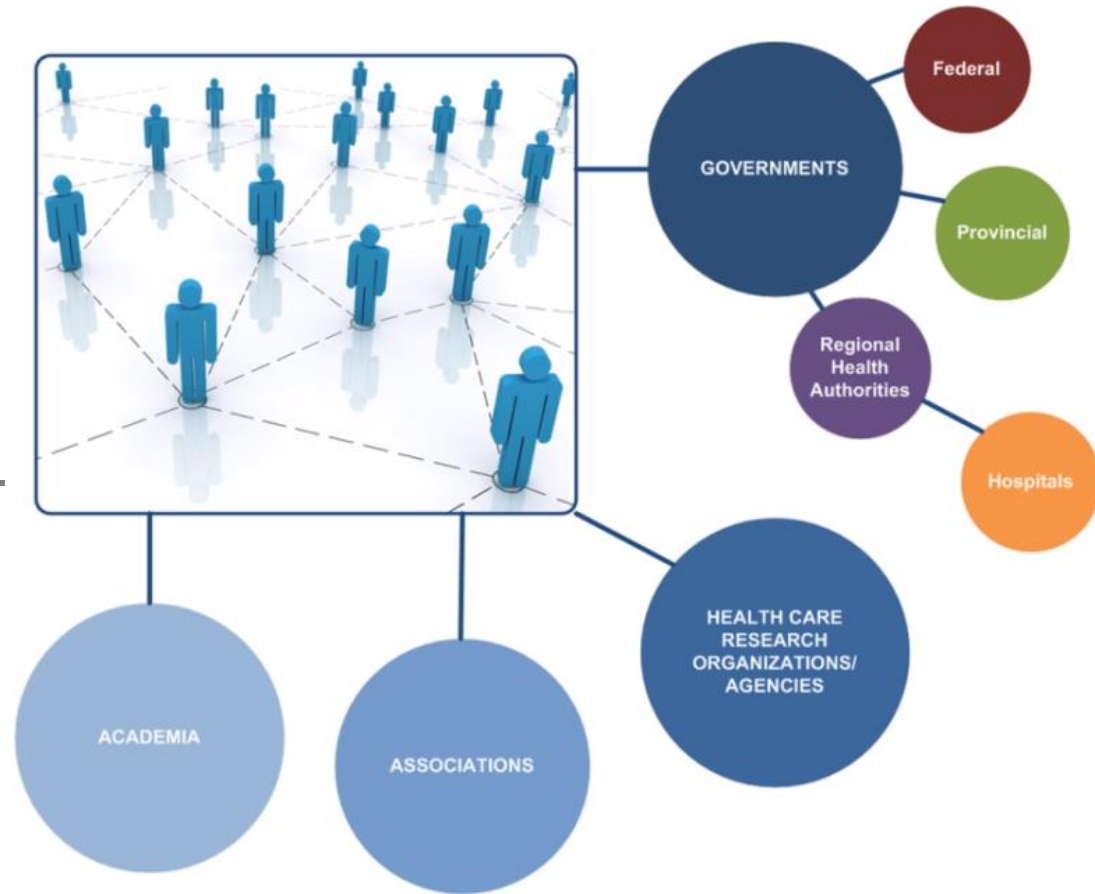 Federal
GOVERNMENTS
Provincial
Regional
Health
Authorities
Hospitals
HEALTH CARE
RESEARCH
ORGANIZATIONS/
AGENCIES
ACADEMIA
ASSOCIATIONS